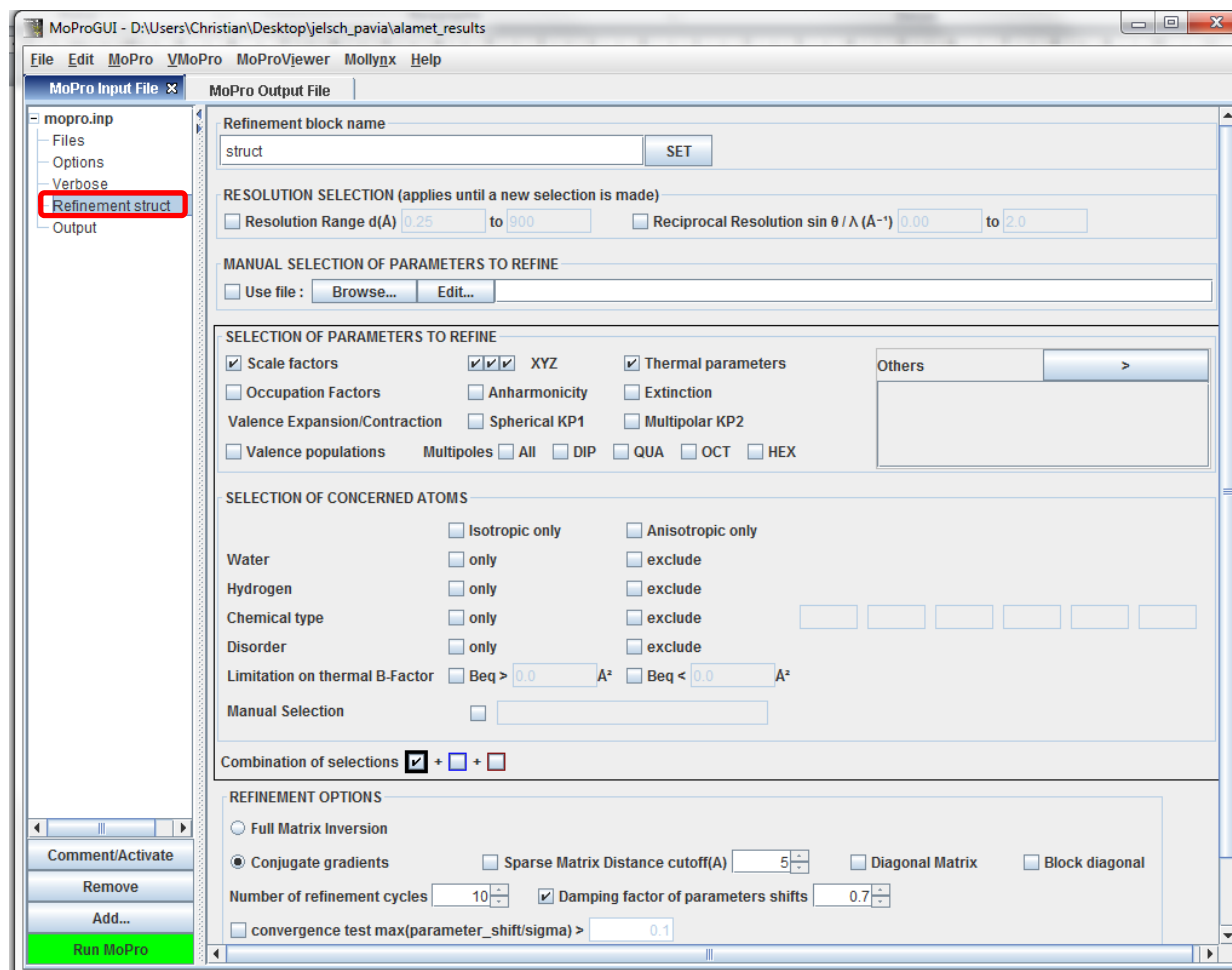 MoProGUI - D:\Users\Christian\Desktop\jelsch_pavia\alamet_results
File Edit MoPro VMoPro MoProViewer Mollynx Help
MoPro Input File MoPro Output File
mopro.inp
Files
Options
Verbose
Refinement struct
Output
Comment/Activate
Remove
Add...
Run MoPro
Refinement block name
struct SET
RESOLUTION SELECTION (applies until a new selection is made)
Resolution Range d(Å) 0.25 to 900 Reciprocal Resolution sin θ / Λ (Å⁻¹) 0.00 to 2.0
MANUAL SELECTION OF PARAMETERS TO REFINE
Use file : Browse... Edit...
SELECTION OF PARAMETERS TO REFINE
Scale factors XYZ Thermal parameters Others >
Occupation Factors Anharmonicity Extinction
Valence Expansion/Contraction Spherical KP1 Multipolar KP2
Valence populations Multipoles All DIP QUA OCT HEX
SELECTION OF CONCERNED ATOMS
Isotropic only Anisotropic only
Water only exclude
Hydrogen only exclude
Chemical type only exclude
Disorder only exclude
Limitation on thermal B-Factor Beq > 0.0 Å² Beq < 0.0 Å²
Manual Selection
Combination of selections + +
REFINEMENT OPTIONS
Full Matrix Inversion
Conjugate gradients Sparse Matrix Distance cutoff(A) 5 Diagonal Matrix Block diagonal
Number of refinement cycles 10 Damping factor of parameters shifts 0.7
convergence test max(parameter_shift/sigma) > 0.1